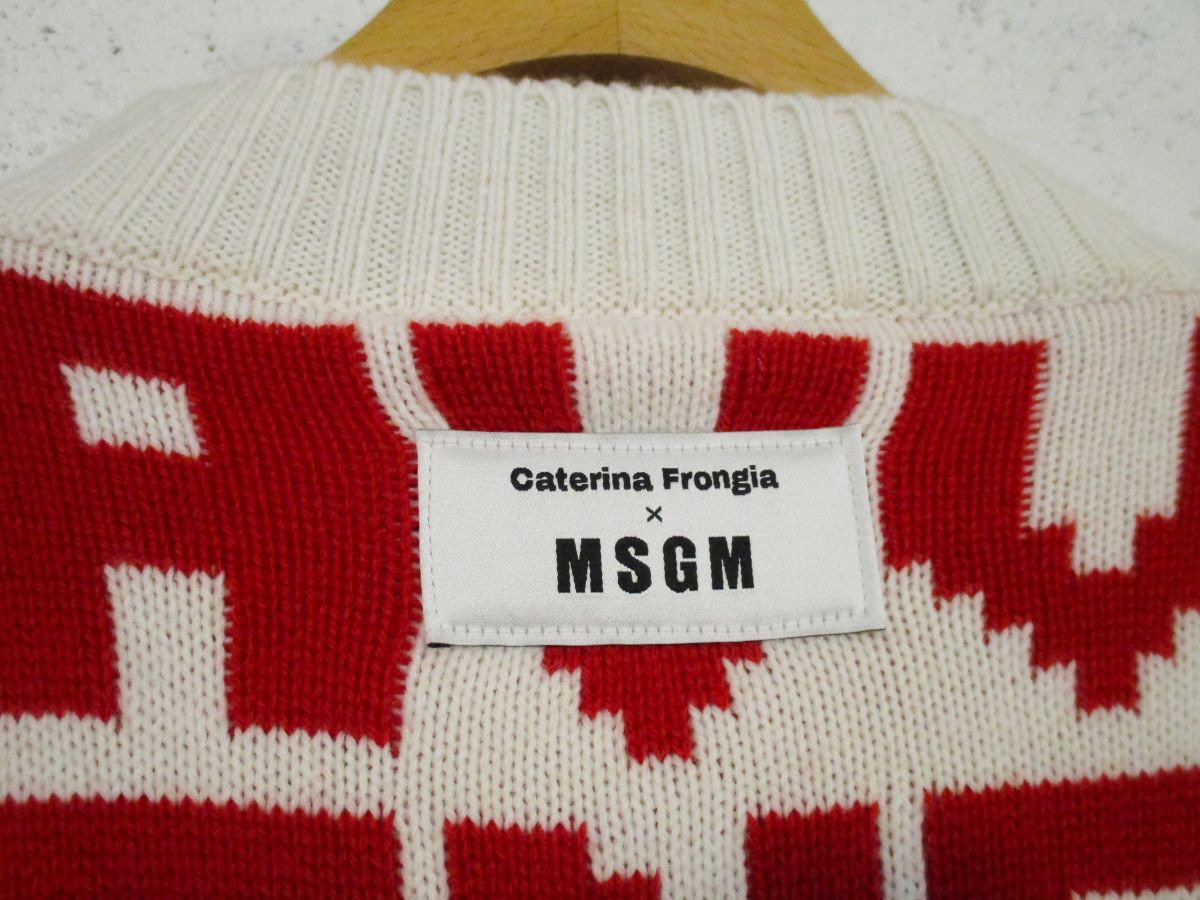 Caterina Frongia
×
MSGM